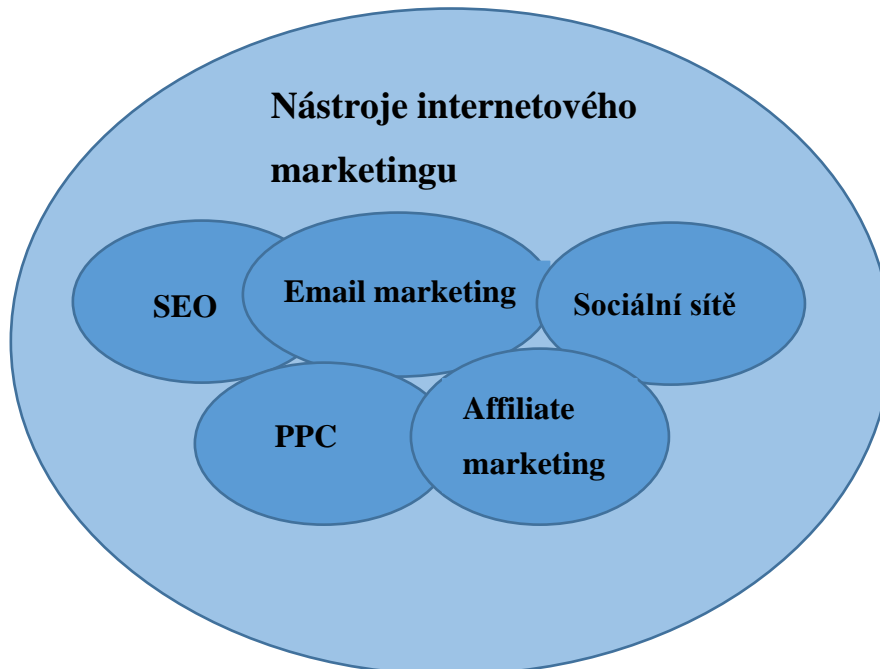 Nástroje internetového
marketingu
SEO
Email marketing
Sociální sítě
PPC
Affiliate
marketing